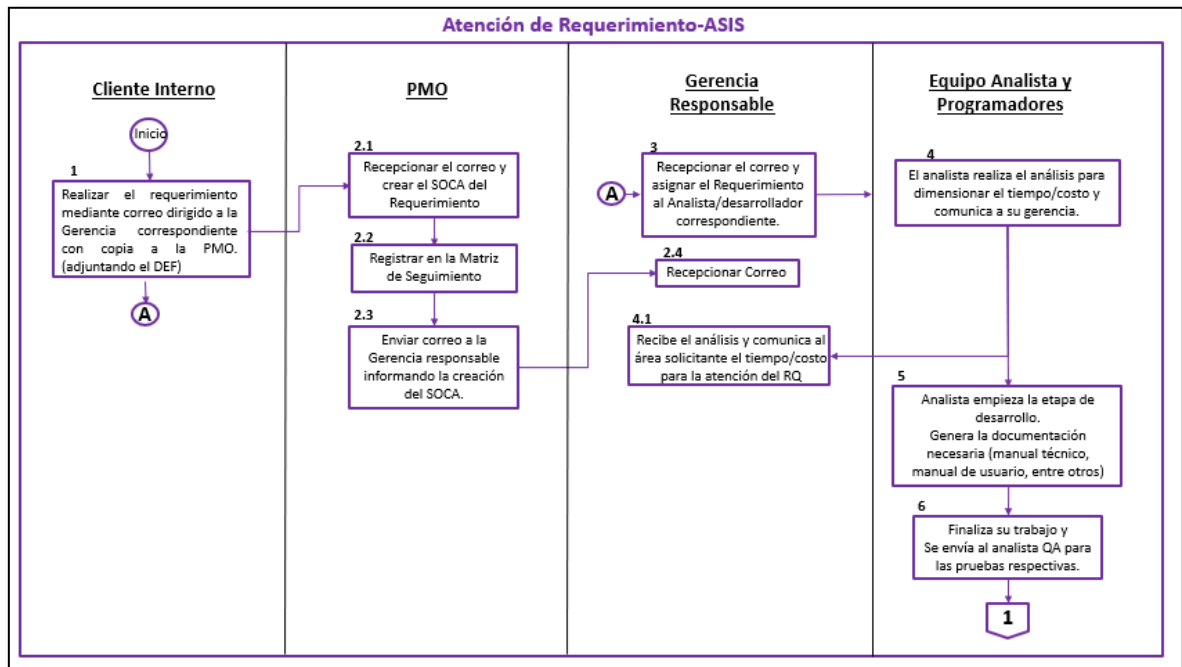 Atención de Requerimiento-ASIS
Cliente Interno
Inicio
1
Realizar el requerimiento
mediante correo dirigido a la
Gerencia correspondiente
con copia a la PMO.
(adjuntando el DEF)
A
PMO
2.1
Recepcionar el correo y
crear el SOCA del
Requerimiento
2.2
Registrar en la Matriz
de Seguimiento
2.3
Enviar correo a la
Gerencia responsable
informando la creación
del SOCA.
Gerencia
Responsable
A
3
Recepcionar el correo y
asignar el Requerimiento
al Analista/desarrollador
correspondiente.
2.4
Recepcionar Correo
4.1
Recibe el análisis y comunica al
área solicitante el tiempo/costo
para la atención del RQ
Equipo Analista y
Programadores
4
El analista realiza el análisis para
dimensionar el tiempo/costo y
comunica a su gerencia.
5
Analista empieza la etapa de
desarrollo.
Genera la documentación
necesaria (manual técnico,
manual de usuario, entre otros)
6
Finaliza su trabajo y
Se envía al analista QA para
las pruebas respectivas.
1